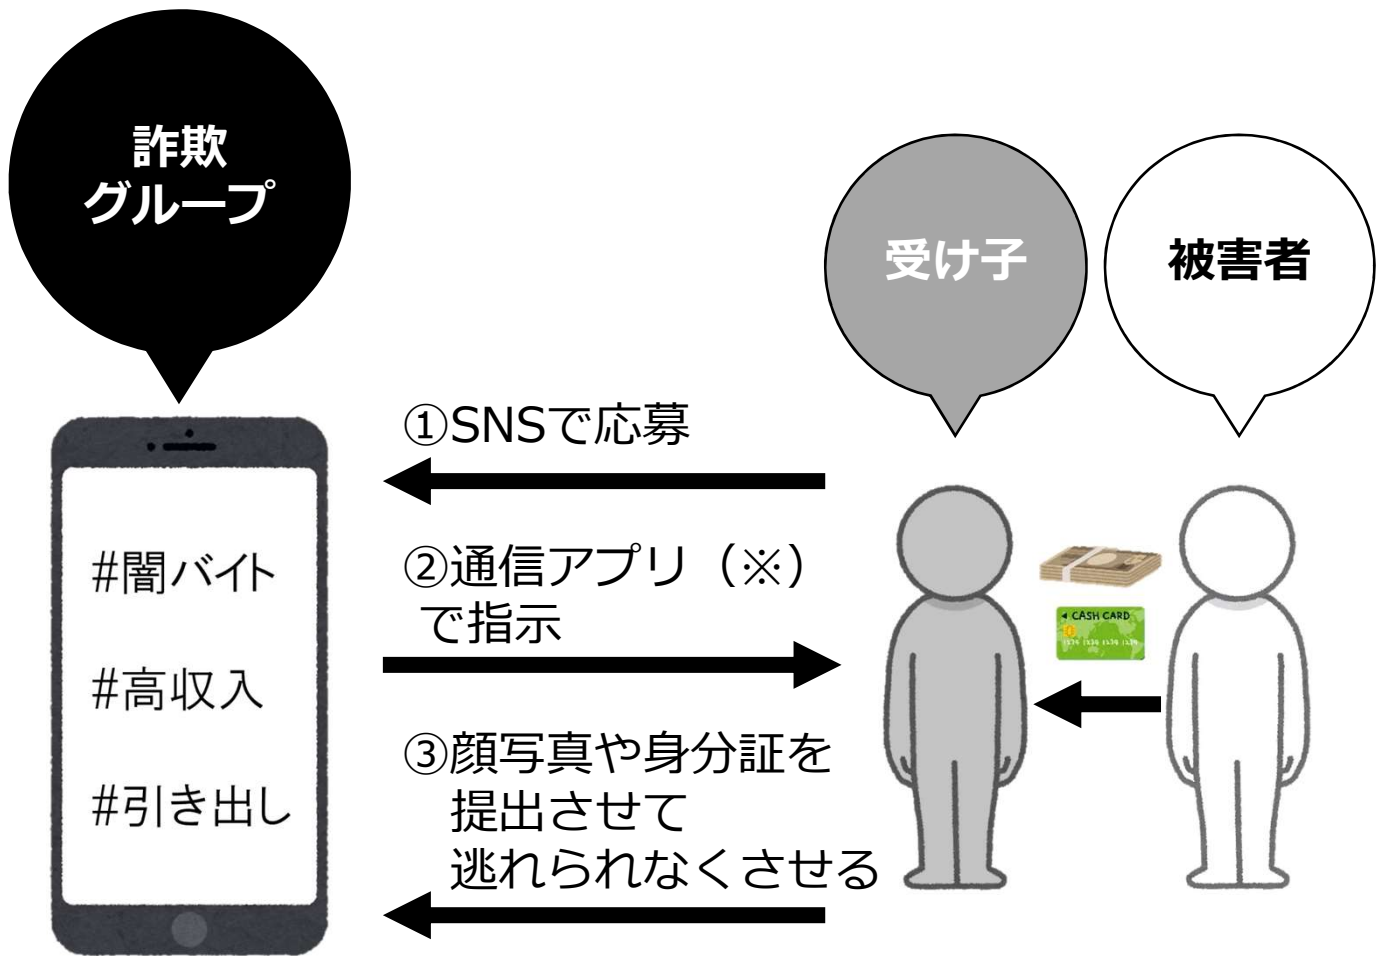 詐欺
グループ
受け子
被害者
①SNSで応募
②通信アプリ（※）
で指示
③顔写真や身分証を
提出させて
逃れられなくさせる
#闇バイト
#高収入
#引き出し
CASH CARD